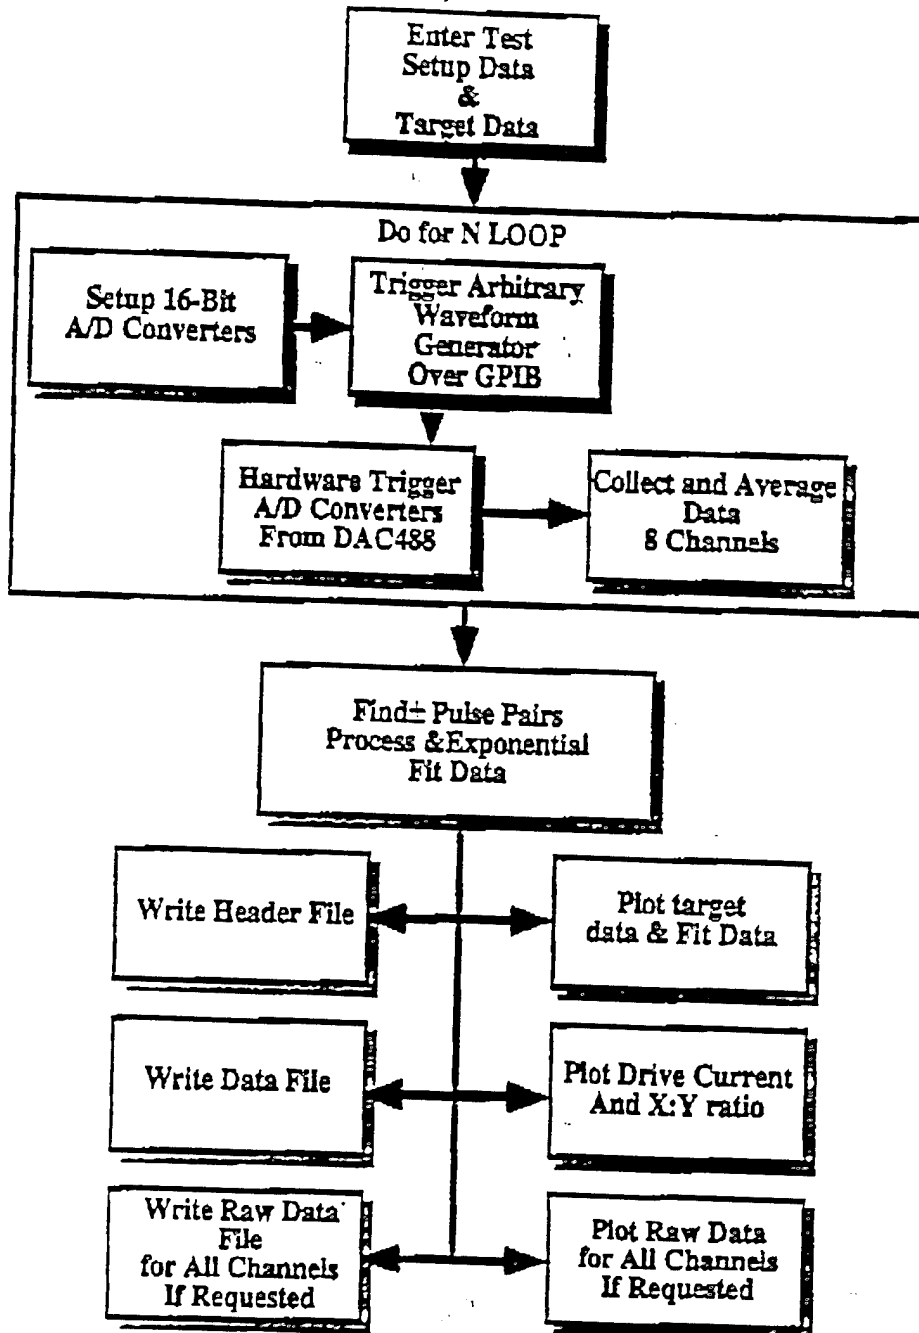 Enter Test
Setup Data
&
Target Data
Do for N LOOP
Setup 16-Bit
A/D Converters
Trigger Arbitrary
Waveform
Generator
Over GPIB
Hardware Trigger
A/D Converters
From DAC488
Collect and Average
Data
8 Channels
Find± Pulse Pairs
Process &Exponential
Fit Data
Write Header File
Plot target
data & Fit Data
Write Data File
Plot Drive Current
And X:Y ratio
Write Raw Data
File
for All Channels
If Requested
Plot Raw Data
for All Channels
If Requested